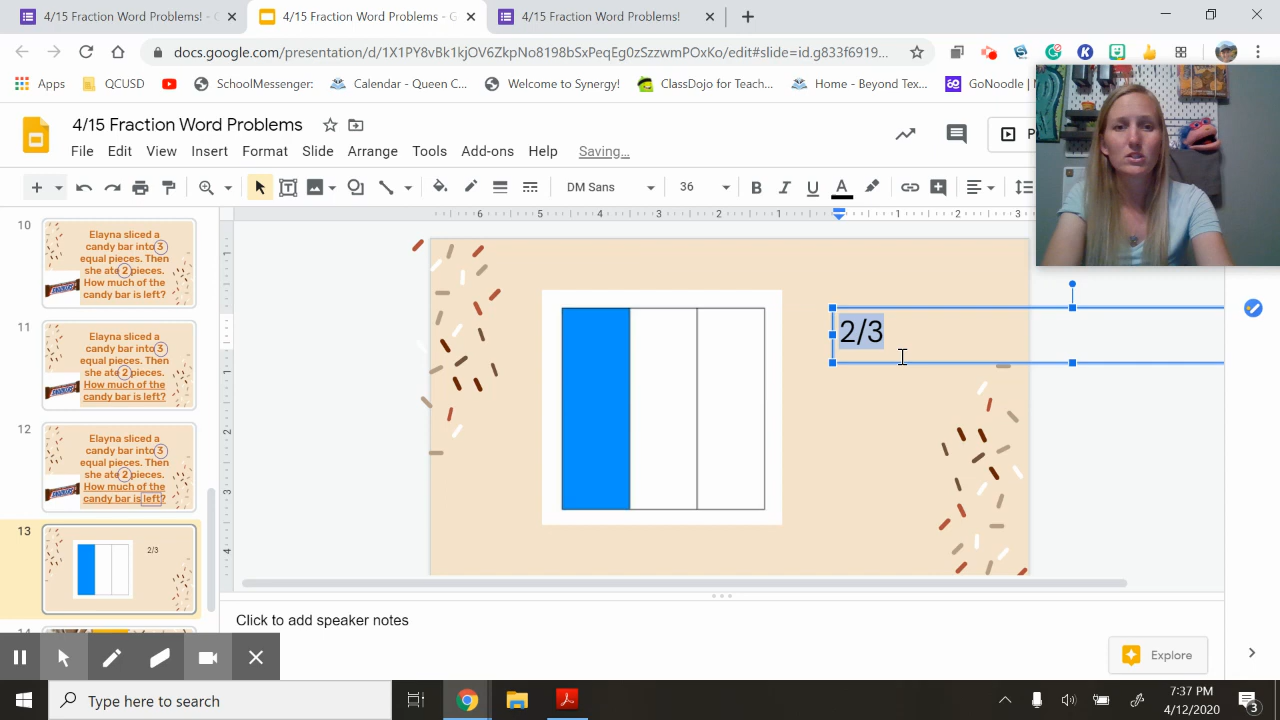 4/15 Fraction Word Problems! - G
4/15 Fraction Word Problems - G
4/15 Fraction Word Problems!
docs.google.com/presentation/d/1X1PY8vBk1kjOV6ZkpNo8198bSxPeqEg0zSzzwmPOxKo/edit#slide=id.g833f6919...
Apps
QCUSD
SchoolMessenger
Calendar - Queen C...
Welcome to Synergy!
ClassDojo for Teach...
Home - Beyond Tex...
GoNoodle |
4/15 Fraction Word Problems
File Edit View Insert Format Slide Arrange Tools Add-ons Help Saving...
DM Sans
36
10
Elayna sliced a
candy bar into 3
equal pieces. Then
she ate 2 pieces.
How much of the
candy bar is left?
11
Elayna sliced a
candy bar into 3
equal pieces. Then
she ate 2 pieces.
How much of the
candy bar is left?
12
Elayna sliced a
candy bar into 3
equal pieces. Then
she ate 2 pieces.
How much of the
candy bar is left?
13
2/3
2/3
Click to add speaker notes
Explore
Type here to search
7:37 PM
4/12/2020
3